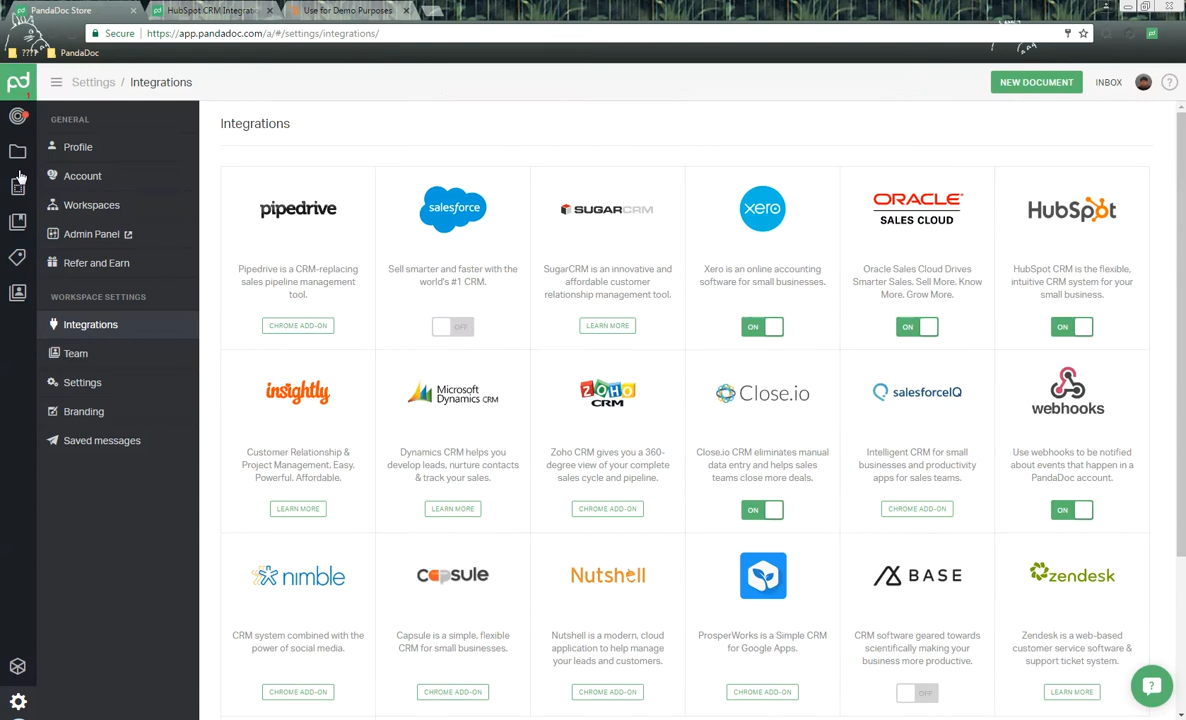 PandaDoc Store
HubSpot CRM Integratio
Use for Demo Purposes
Secure
https://app.pandadoc.com/a/#/settings/integrations/
????
PandaDoc
pd
1
Settings / Integrations
NEW DOCUMENT
INBOX
?
GENERAL
Profile
Account
Workspaces
Admin Panel
Refer and Earn
WORKSPACE SETTINGS
Integrations
Team
Settings
Branding
Saved messages
Integrations
pipedrive
Pipedrive is a CRM-replacing
sales pipeline management
tool.
CHROME ADD-ON
salesforce
Sell smarter and faster with the
world's #1 CRM.
OFF
SUGARCRM
SugarCRM is an innovative and
affordable customer
relationship management tool.
LEARN MORE
xero
Xero is an online accounting
software for small businesses.
ON
ORACLE
SALES CLOUD
Oracle Sales Cloud Drives
Smarter Sales. Sell More. Know
More. Grow More.
ON
HubSpot
HubSpot CRM is the flexible,
intuitive CRM system for your
small business.
ON
insightly
Customer Relationship &
Project Management. Easy.
Powerful. Affordable.
LEARN MORE
Microsoft
Dynamics CRM
Dynamics CRM helps you
develop leads, nurture contacts
& track your sales.
LEARN MORE
ZOHO
CRM
Zoho CRM gives you a 360-
degree view of your complete
sales cycle and pipeline.
CHROME ADD-ON
Close.io
Close.io CRM eliminates manual
data entry and helps sales
teams close more deals.
ON
salesforceIQ
Intelligent CRM for small
businesses and productivity
apps for sales teams.
CHROME ADD-ON
webhooks
Use webhooks to be notified
about events that happen in a
PandaDoc account.
ON
nimble
CRM system combined with the
power of social media.
CHROME ADD-ON
CAPSULE
Capsule is a simple, flexible
CRM for small businesses.
CHROME ADD-ON
Nutshell
Nutshell is a modern, cloud
application to help manage
your leads and customers.
CHROME ADD-ON
ProsperWorks is a Simple CRM
for Google Apps.
CHROME ADD-ON
BASE
CRM software geared towards
scientifically making your
business more productive.
OFF
zendesk
Zendesk is a web-based
customer service software &
support ticket system.
LEARN MORE
?